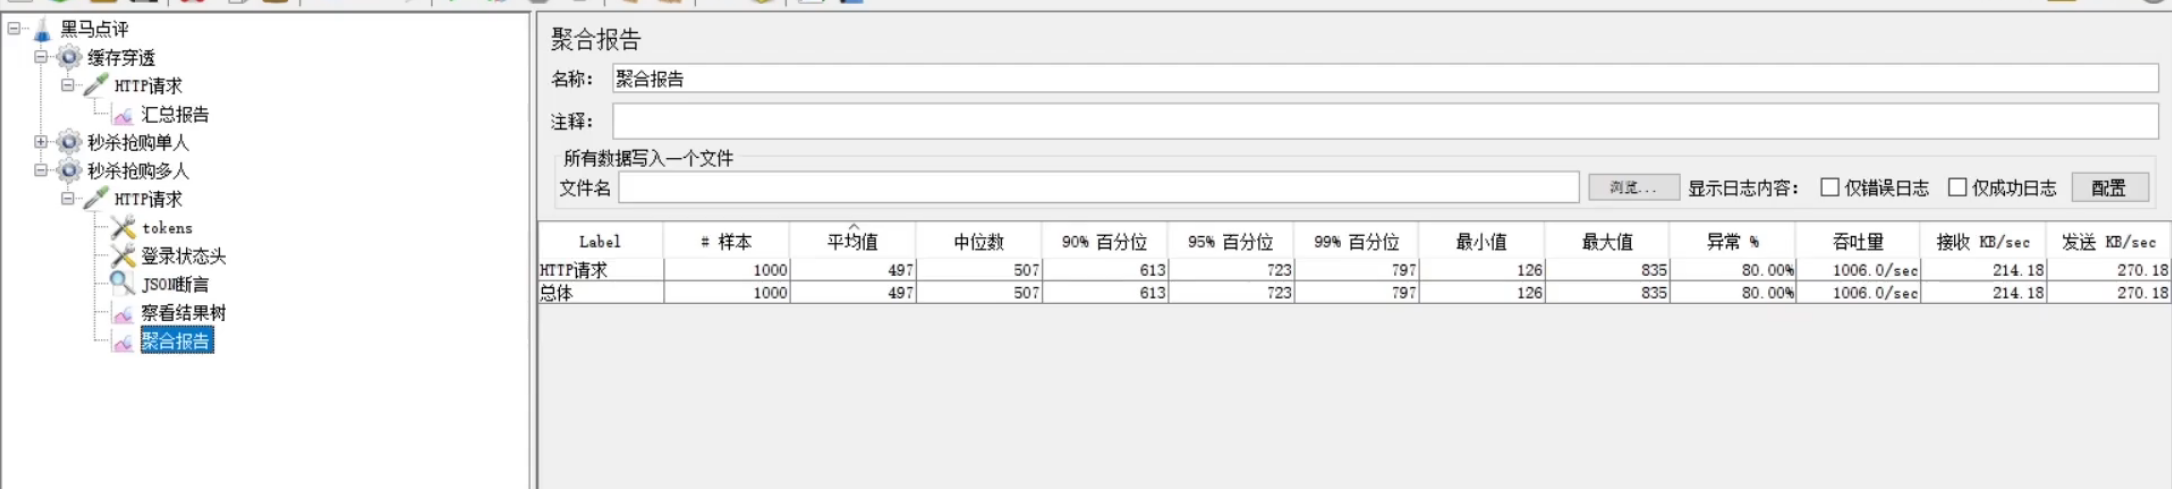 黑马点评
缓存穿透
HTTP请求
汇总报告
秒杀抢购单人
秒杀抢购多人
HTTP请求
tokens
登录状态头
JSON断言
察看结果树
聚合报告
聚合报告
名称： 聚合报告
注释：
所有数据写入一个文件
文件名 浏览... 显示日志内容： 仅错误日志 仅成功日志 配置
Label # 样本 平均值 中位数 90% 百分位 95% 百分位 99% 百分位 最小值 最大值 异常 % 吞吐量 接收 KB/sec 发送 KB/sec
HTTP请求 1000 497 507 613 723 797 126 835 80.00% 1006.0/sec 214.18 270.18
总体 1000 497 507 613 723 797 126 835 80.00% 1006.0/sec 214.18 270.18